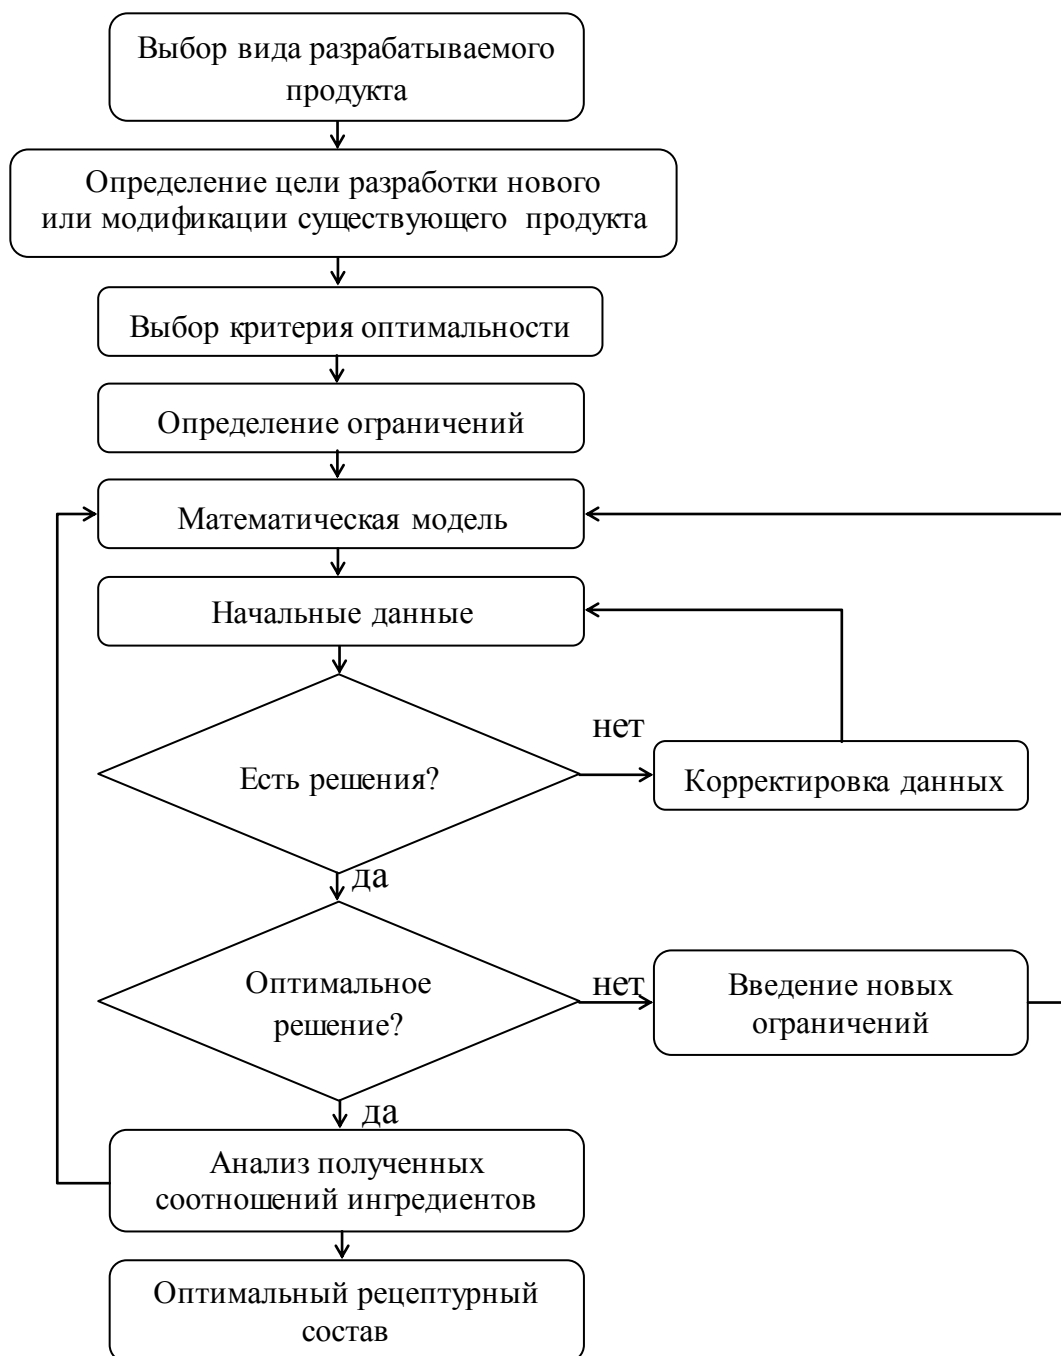 Выбор вида разрабатываемого
продукта
Определение цели разработки нового
или модификации существующего продукта
Выбор критерия оптимальности
Определение ограничений
Математическая модель
Начальные данные
Есть решения?
нет
Корректировка данных
да
Оптимальное
решение?
нет
Введение новых
ограничений
да
Анализ полученных
соотношений ингредиентов
Оптимальный рецептурный
состав